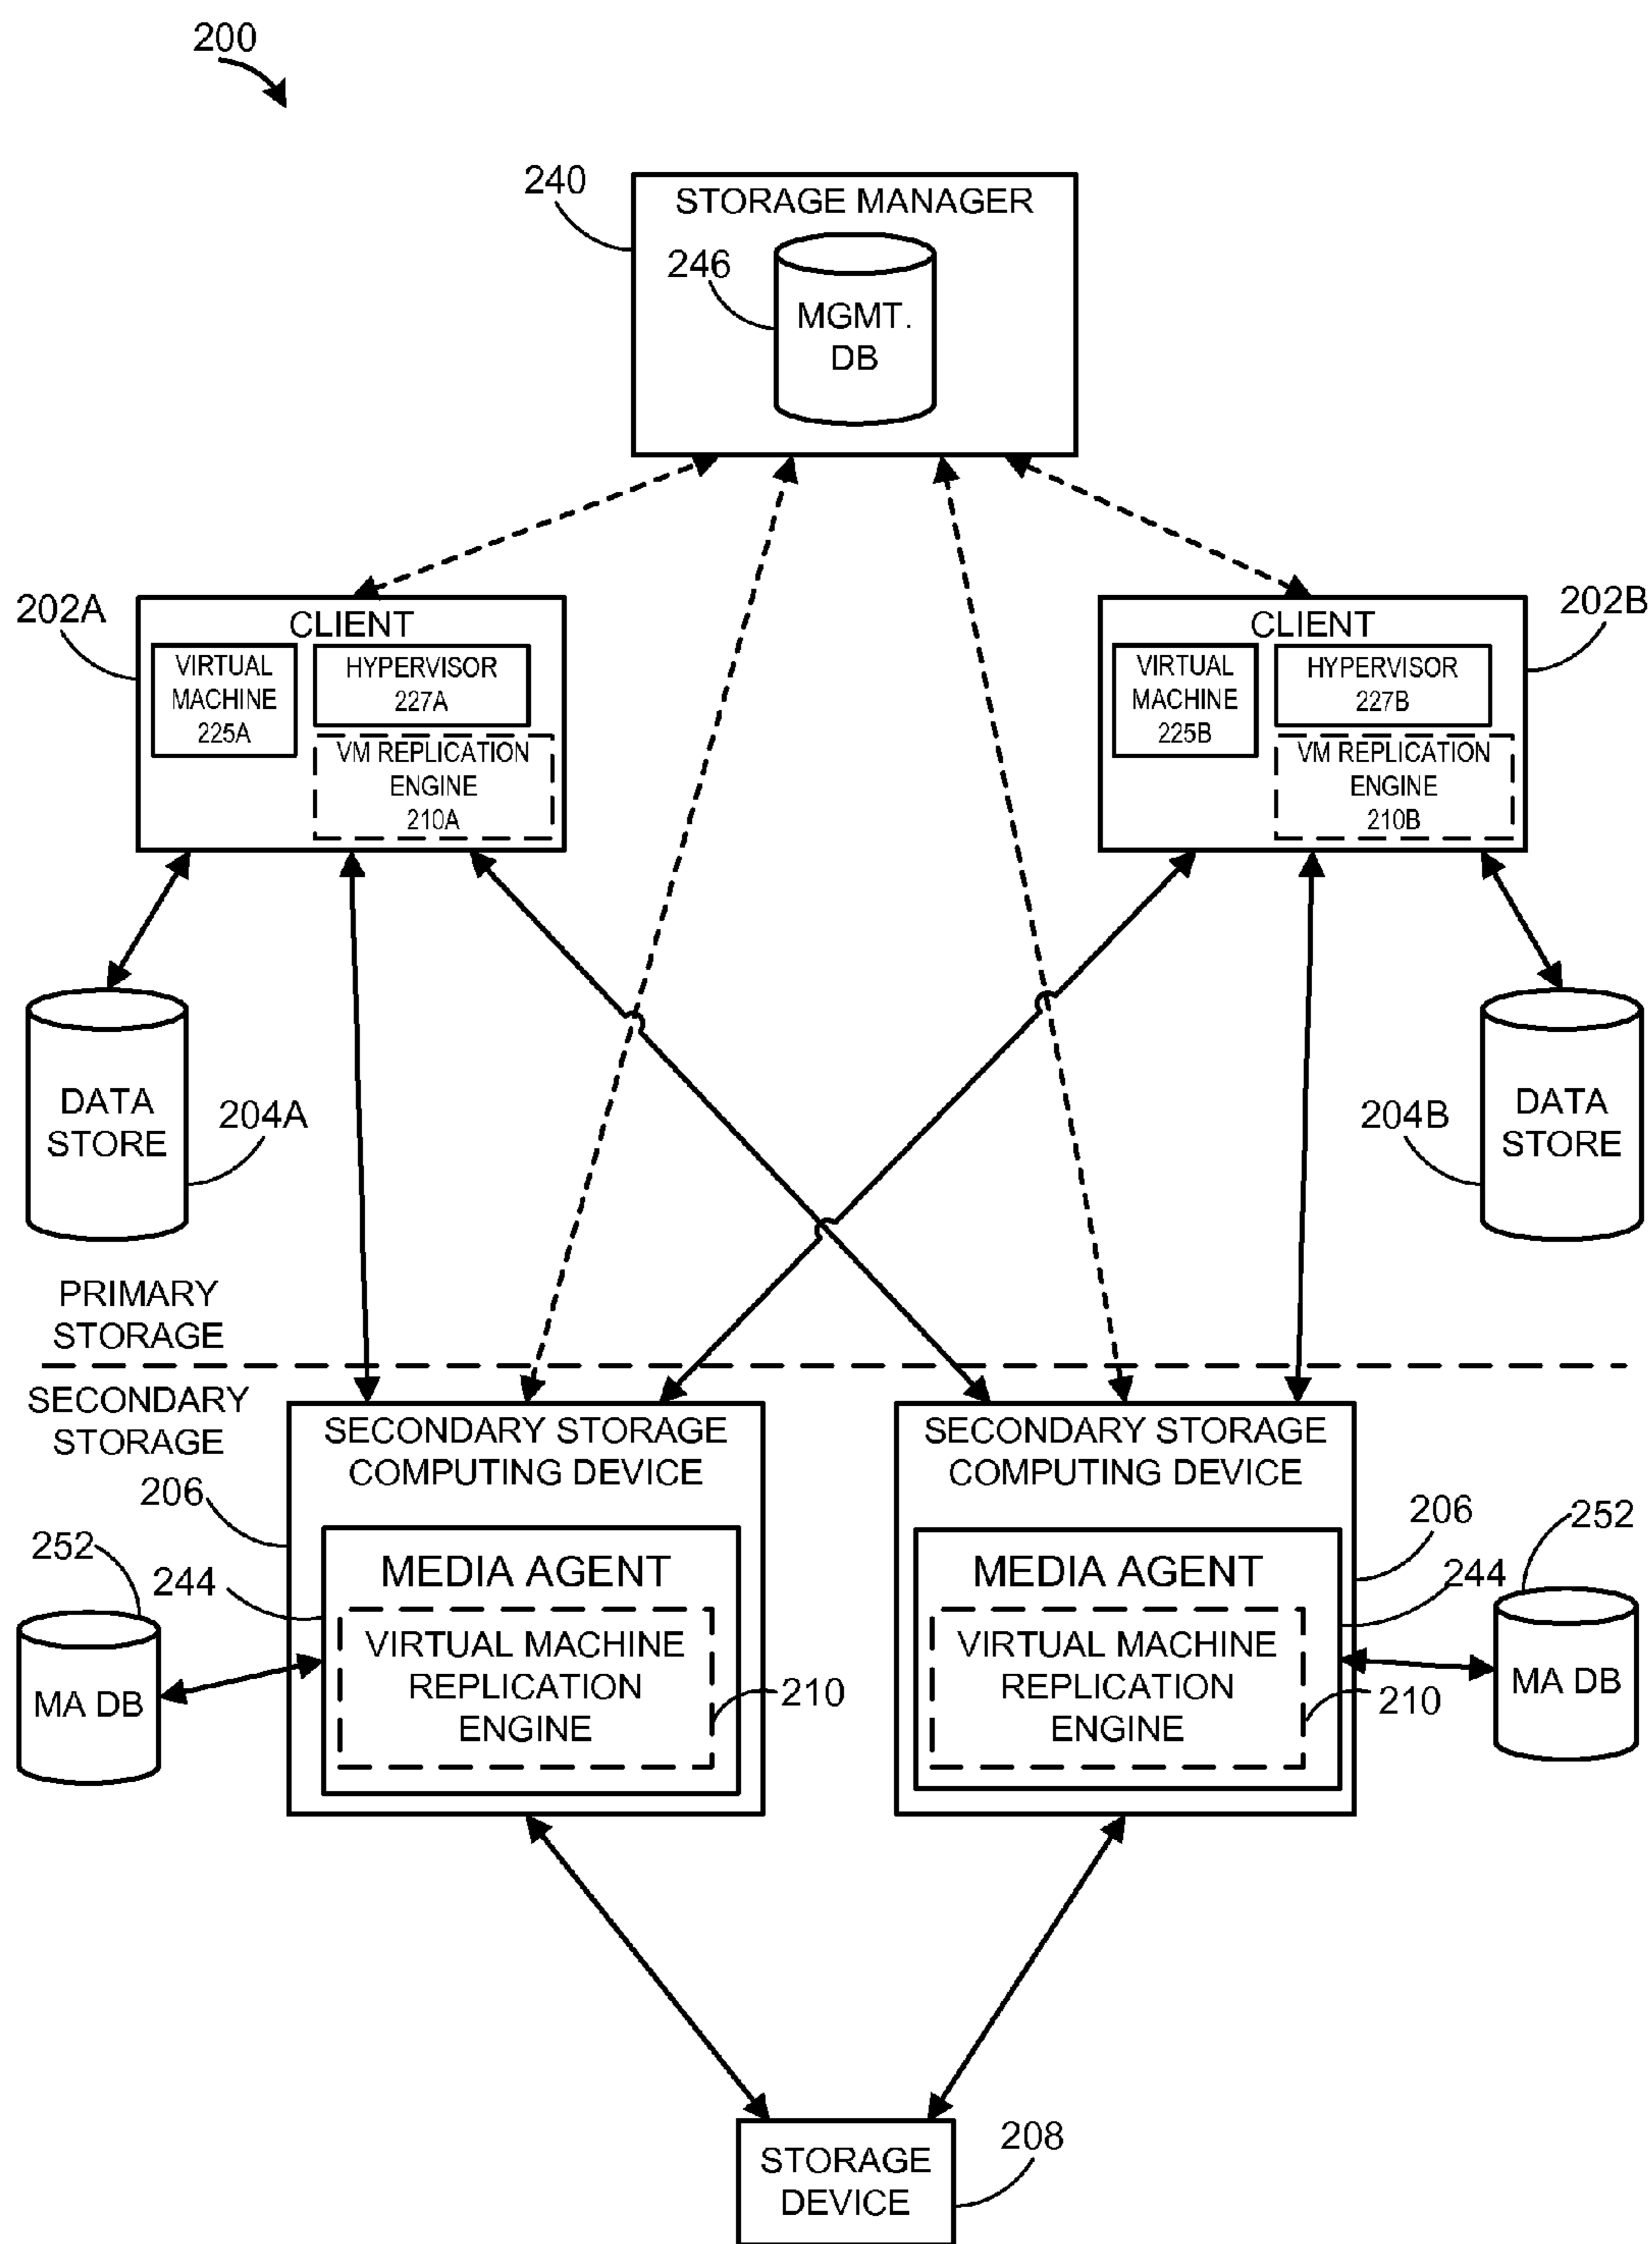 200
240
STORAGE MANAGER
246
MGMT.
DB
202A
CLIENT
VIRTUAL
MACHINE
225A
HYPERVISOR
227A
VM REPLICATION
ENGINE
210A
202B
CLIENT
VIRTUAL
MACHINE
225B
HYPERVISOR
227B
VM REPLICATION
ENGINE
210B
DATA
STORE
204A
204B
DATA
STORE
PRIMARY
STORAGE
SECONDARY
STORAGE
SECONDARY STORAGE
COMPUTING DEVICE
206
252
244
MEDIA AGENT
VIRTUAL MACHINE
REPLICATION
ENGINE
210
MA DB
SECONDARY STORAGE
COMPUTING DEVICE
206
252
244
MEDIA AGENT
VIRTUAL MACHINE
REPLICATION
ENGINE
210
MA DB
208
STORAGE
DEVICE